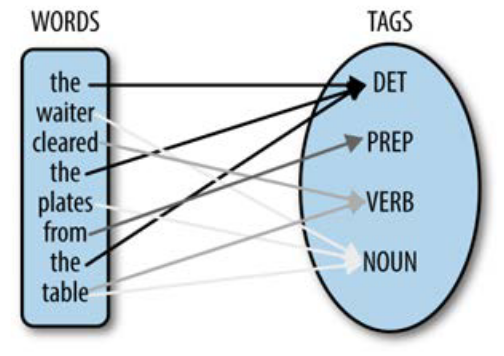 WORDS
TAGS
the
waiter
cleared
the
plates
from
the
table
DET
PREP
VERB
NOUN